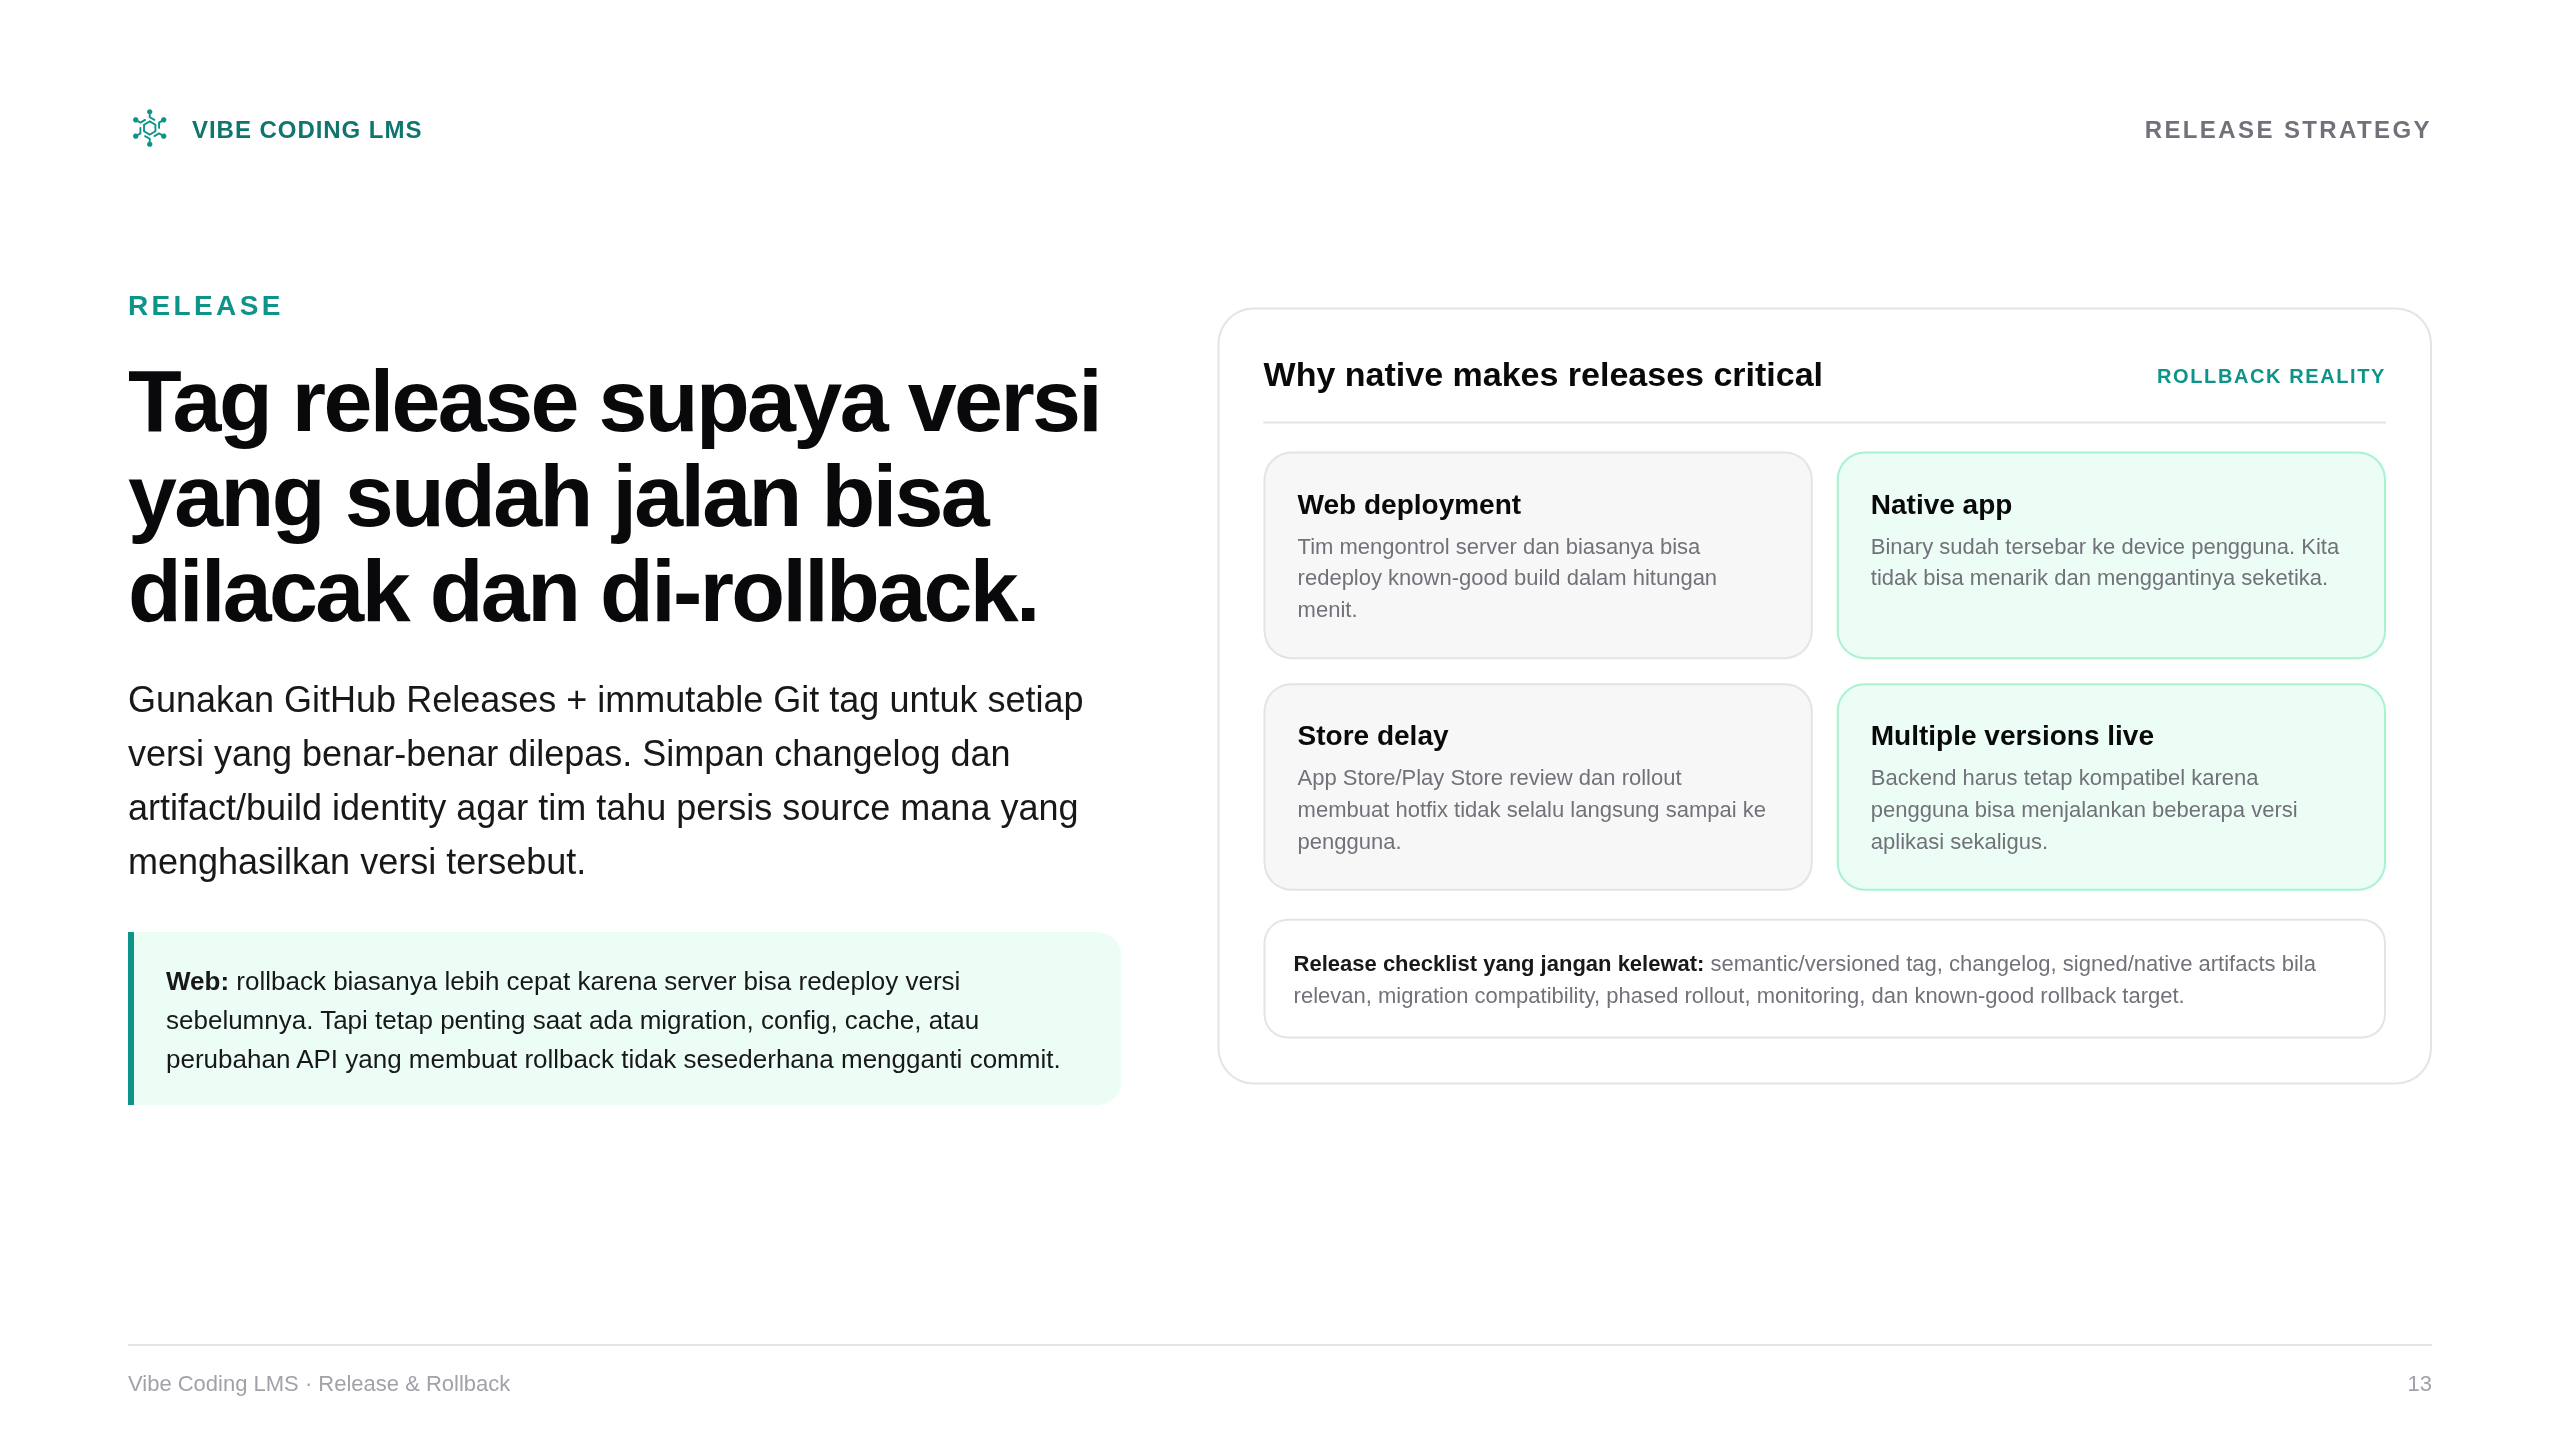 VIBE CODING LMS
RELEASE STRATEGY
RELEASE
Tag release supaya versi
yang sudah jalan bisa
dilacak dan di-rollback.
Gunakan GitHub Releases + immutable Git tag untuk setiap
versi yang benar-benar dilepas. Simpan changelog dan
artifact/build identity agar tim tahu persis source mana yang
menghasilkan versi tersebut.
Web: rollback biasanya lebih cepat karena server bisa redeploy versi
sebelumnya. Tapi tetap penting saat ada migration, config, cache, atau
perubahan API yang membuat rollback tidak sesederhana mengganti commit.
Why native makes releases critical
ROLLBACK REALITY
Web deployment
Tim mengontrol server dan biasanya bisa
redeploy known-good build dalam hitungan
menit.
Native app
Binary sudah tersebar ke device pengguna. Kita
tidak bisa menarik dan menggantinya seketika.
Store delay
App Store/Play Store review dan rollout
membuat hotfix tidak selalu langsung sampai ke
pengguna.
Multiple versions live
Backend harus tetap kompatibel karena
pengguna bisa menjalankan beberapa versi
aplikasi sekaligus.
Release checklist yang jangan kelewat: semantic/versioned tag, changelog, signed/native artifacts bila
relevan, migration compatibility, phased rollout, monitoring, dan known-good rollback target.
Vibe Coding LMS · Release & Rollback
13